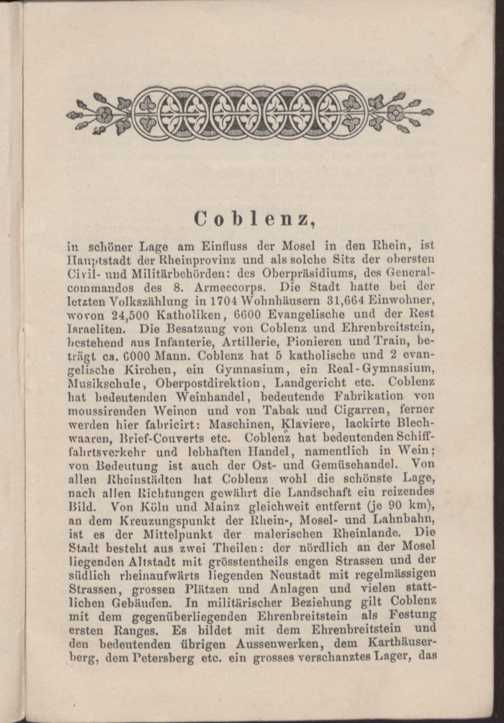 Coblenz,
in schöner Lage am Einfluss der Mosel in den Rhein, ist
Hauptstadt der Rheinprovinz und als solche Sitz der obersten
Civil- und Militärbehörden: des Oberpräsidiums, des General-
commandos des 8. Armeecorps. Die Stadt hatte bei der
letzten Volkszählung in 1704 Wohnhäusern 31,664 Einwohner,
wovon 24,500 Katholiken, 6600 Evangelische und der Rest
Israeliten. Die Besatzung von Coblenz und Ehrenbreitstein,
bestehend aus Infanterie, Artillerie, Pionieren und Train, be-
trägt ca. 6000 Mann. Coblenz hat 5 katholische und 2 evan-
gelische Kirchen, ein Gymnasium, ein Real-Gymnasium,
Musikschule, Oberpostdirektion, Landgericht etc. Coblenz
hat bedeutenden Weinhandel, bedeutende Fabrikation von
moussirenden Weinen und von Tabak und Cigarren, ferner
werden hier fabricirt: Maschinen, Klaviere, lackirte Blech-
waaren, Brief-Couverts etc. Coblenz hat bedeutenden Schiff-
fahrtsverkehr und lebhaften Handel, namentlich in Wein;
von Bedeutung ist auch der Ost- und Gemüsehandel. Von
allen Rheinstädten hat Coblenz wohl die schönste Lage,
nach allen Richtungen gewährt die Landschaft ein reizendes
Bild. Von Köln und Mainz gleichweit entfernt (je 90 km),
an dem Kreuzungspunkt der Rhein-, Mosel- und Lahnbahn,
ist es der Mittelpunkt der malerischen Rheinlande. Die
Stadt besteht aus zwei Theilen: der nördlich an der Mosel
liegenden Altstadt mit grösstentheils engen Strassen und der
südlich rheinaufwärts liegenden Neustadt mit regelmässigen
Strassen, grossen Plätzen und Anlagen und vielen statt-
lichen Gebäuden. In militärischer Beziehung gilt Coblenz
mit dem gegenüberliegenden Ehrenbreitstein als Festung
ersten Ranges. Es bildet mit dem Ehrenbreitstein und
den bedeutenden übrigen Aussenwerken, dem Karthäuser-
berg, dem Petersberg etc. ein grosses verschanztes Lager, das